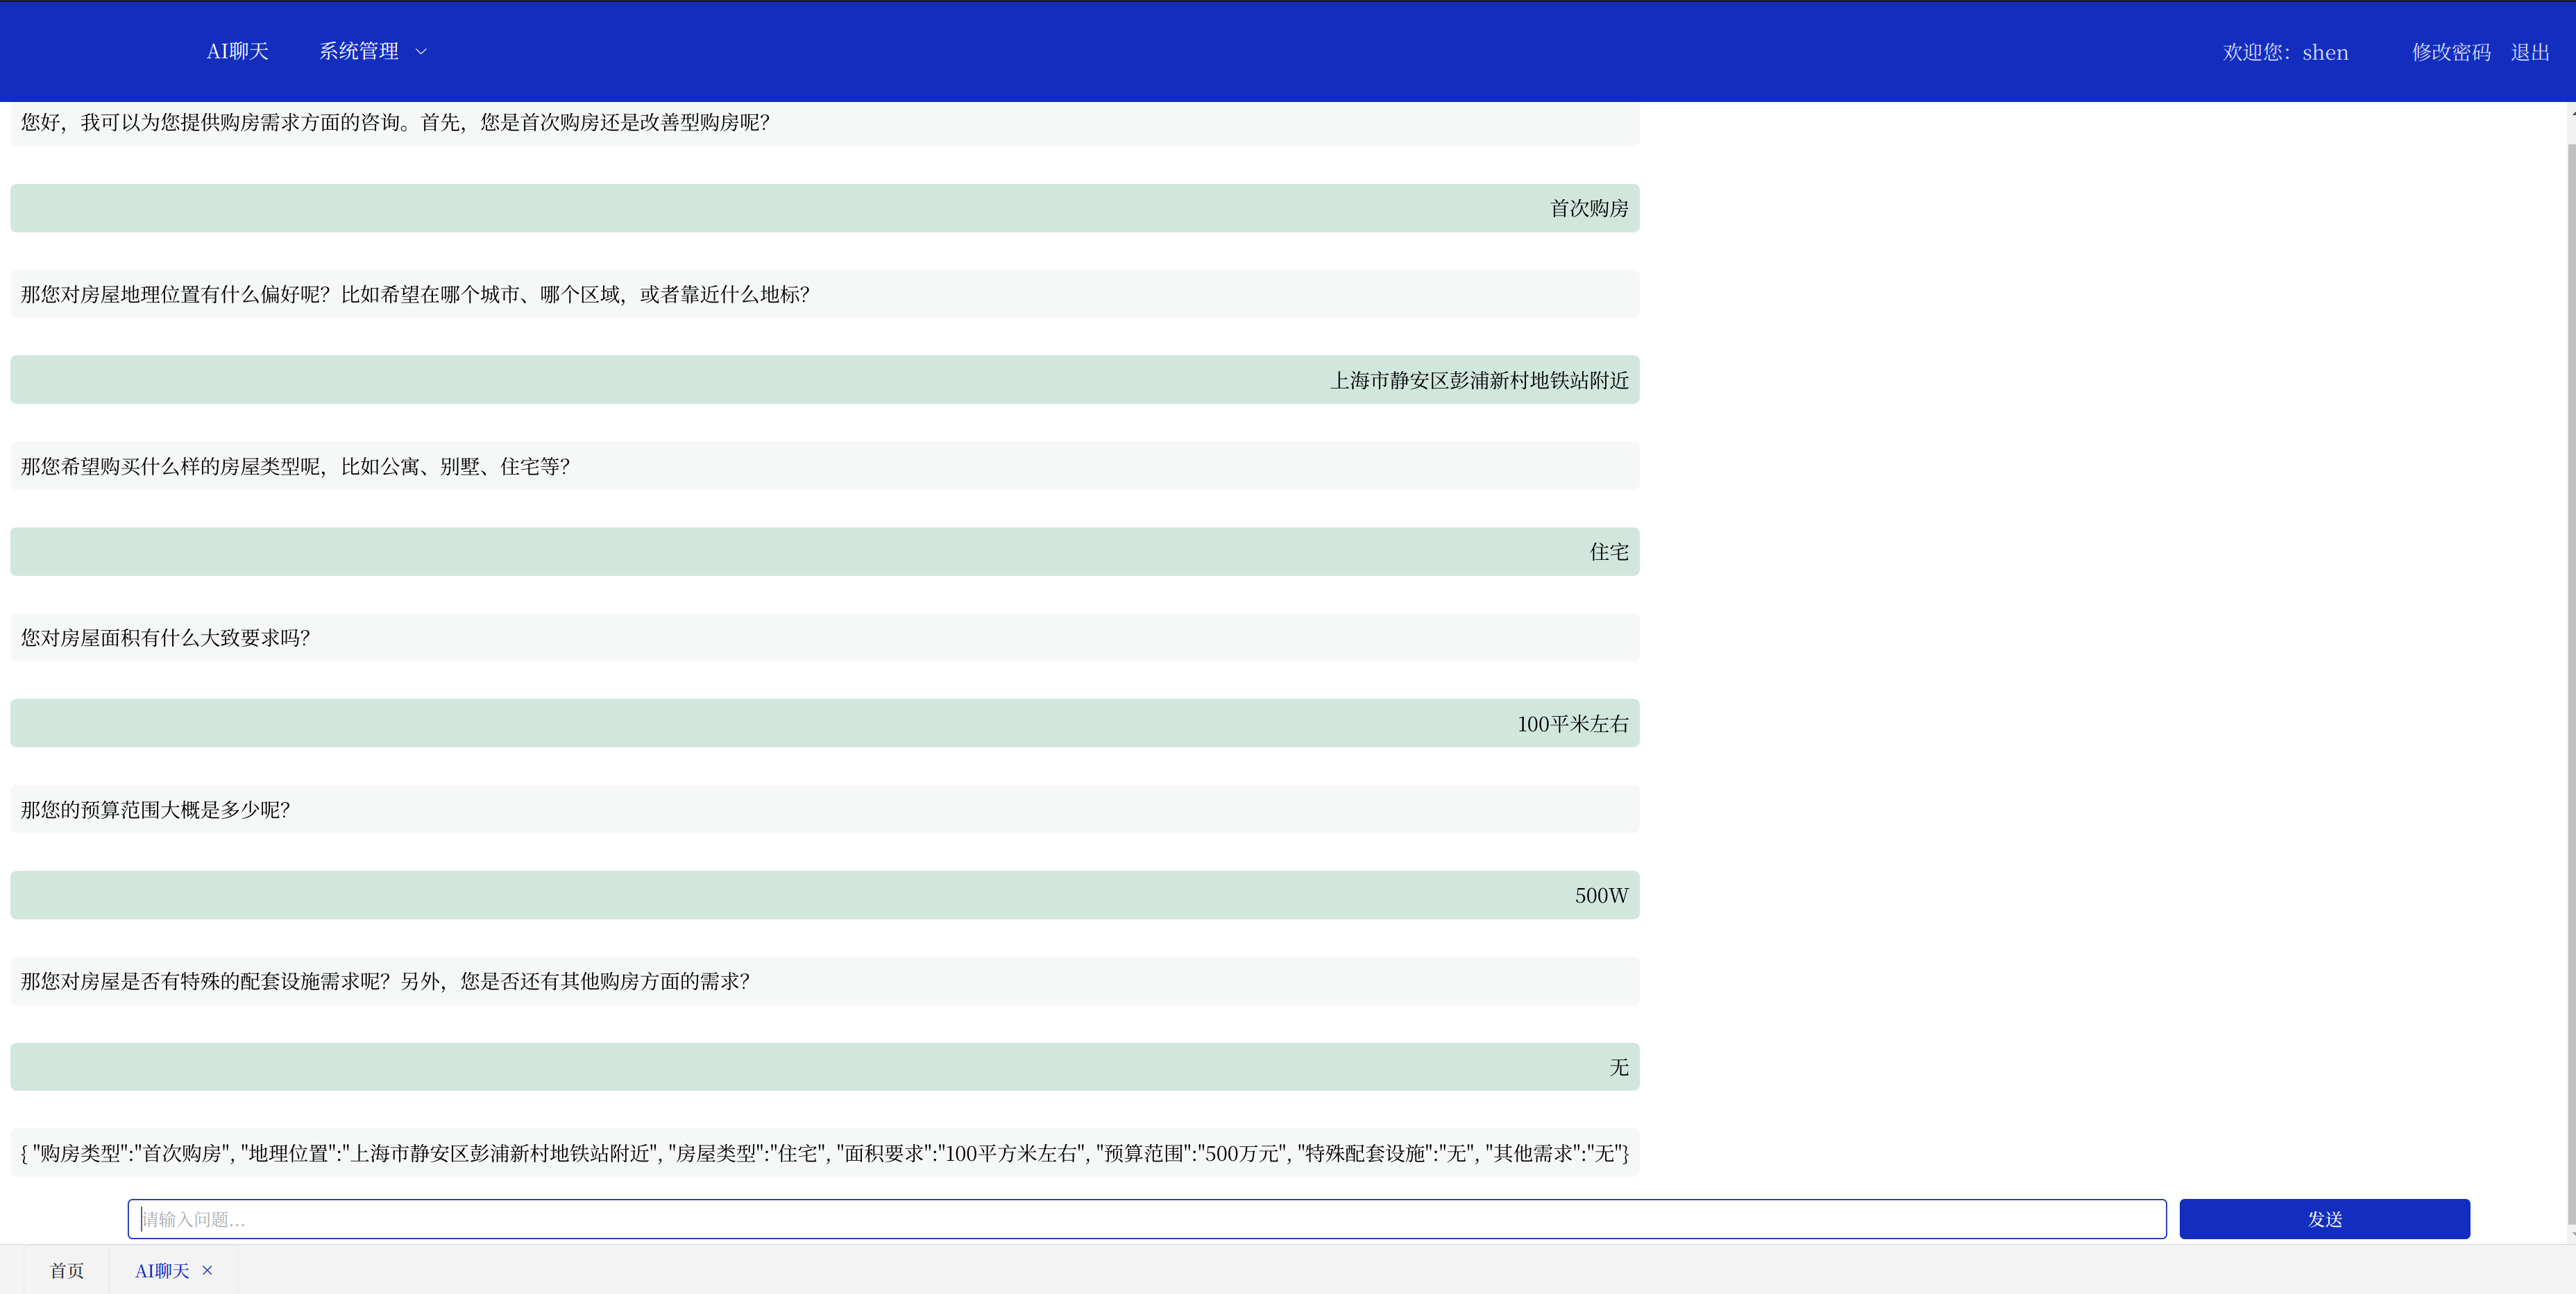 AI聊天 系统管理 欢迎您：shen 修改密码 退出
您好，我可以为您提供购房需求方面的咨询。首先，您是首次购房还是改善型购房呢？
首次购房
那您对房屋地理位置有什么偏好呢？比如希望在哪个城市、哪个区域，或者靠近什么地标？
上海市静安区彭浦新村地铁站附近
那您希望购买什么样的房屋类型呢，比如公寓、别墅、住宅等？
住宅
您对房屋面积有什么大致要求吗？
100平米左右
那您的预算范围大概是多少呢？
500W
那您对房屋是否有特殊的配套设施需求呢？另外，您是否还有其他购房方面的需求？
无
{ "购房类型":"首次购房", "地理位置":"上海市静安区彭浦新村地铁站附近", "房屋类型":"住宅", "面积要求":"100平方米左右", "预算范围":"500万元", "特殊配套设施":"无", "其他需求":"无"}
请输入问题... 发送
首页 AI聊天 ×